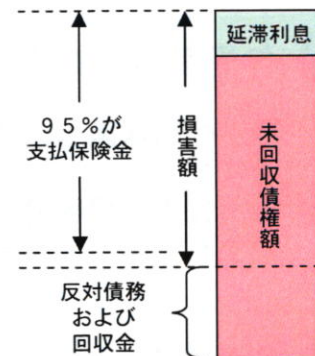 延滞利息
95%が
支払保険金
損害額
未回収債権額
反対債務
および
回収金